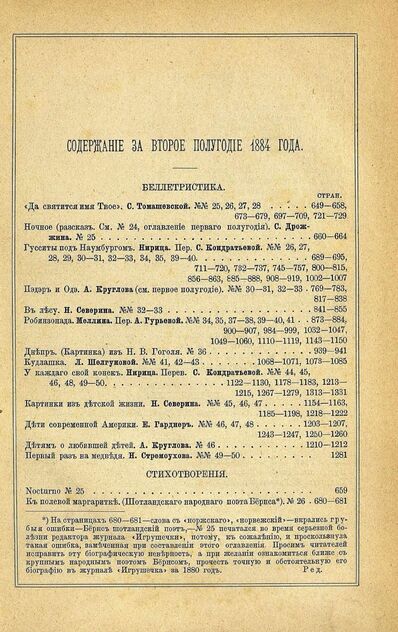 СОДЕРЖАНІЕ ЗА ВТОРОЕ ПОЛУГОДІЕ 1884 ГОДА.
БЕЛЛЕТРИСТИКА.
СТРАН.
«Да святится имя Твое». С. Томашевской. №№ 25, 26, 27, 28 . . . . . 649—658,
673—679, 697—709, 721—729
Ночное (разсказъ. См. № 24, оглавленіе перваго полугодія). С. Дрож-
жина. № 25 . . . . . 660—664
Гусситы подъ Наумбургомъ. Нирица. Пер. С. Кондратьевой. №№ 26, 27,
28, 29, 30—31, 32—33, 34, 35, 39—40. . . . . 689—695,
711—720, 732—737, 745—757, 800—815,
856—863, 885—888, 908—919, 1002—1007
Пэдэръ и Одэ. А. Круглова (см. первое полугодіе). №№ 30—31, 32—33 . 769—783,
817—838
Въ лѣсу. Н. Северина. №№ 32—33 . . . . . 841—855
Робинзонада. Меллина. Пер. А. Гурьевой. №№ 34, 35, 37—38, 39—40, 41 . . 873—884,
900—907, 984—999, 1032—1047,
1049—1060, 1110—1119, 1143—1150
Днѣпръ. (Картинка) изъ Н. В. Гоголя. № 36 . . . . . 939—941
Кудлашка. Л. Шелгуновой. №№ 41, 42—43 . . . . . 1068—1071, 1073—1085
У каждаго свой конекъ. Нирица. Перев. С. Кондратьевой. №№ 44, 45,
46, 48, 49—50. . . . . 1122—1130, 1178—1183, 1213—
1215, 1267—1279, 1313—1331
Картинки изъ дѣтской жизни. Н. Северина. №№ 45, 46, 47 . . . . . 1154—1163,
1185—1198, 1218—1222
Дѣти современной Америки. Е. Гарднеръ. №№ 46, 47, 48 . . . . . 1203—1207,
1243—1247, 1250—1260
Дѣтямъ о любившей дѣтей. А. Круглова. № 46 . . . . . 1210—1212
Первый разъ на медвѣдя. Н. Стремоухова. №№ 49—50 . . . . . 1281
СТИХОТВОРЕНІЯ.
Nocturno № 25 . . . . . 659
Къ полевой маргариткѣ. (Шотландскаго народнаго поэта Бёрнса*). № 26 . 680—681
*) На страницахъ 680—681—слова съ «норжскаго», «норвежскій»—вкрались гру-
быя ошибки—Бёрнсъ потландскій поэтъ,—№ 25 печатался во время серьезной бо-
лѣзни редактора журнала «Игрушечки», потому, къ сожалѣнію, и проскользнула
такая ошибка, замѣченная при составленіи этого оглавленія. Просимъ читателей
исправить эту біографическую невѣрность, а при желаніи ознакомиться ближе съ
крупнымъ народнымъ поэтомъ Бёрнсомъ, прочесть точную и обстоятельную его
біографію въ журналѣ «Игрушечка» за 1880 годъ. Ред.